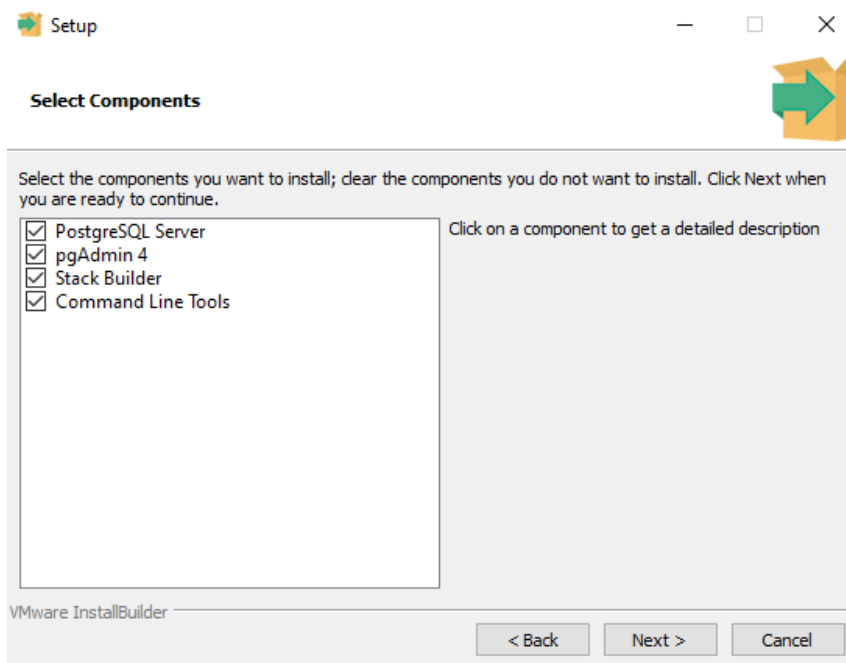 Setup
Select Components
Select the components you want to install; clear the components you do not want to install. Click Next when
you are ready to continue.
PostgreSQL Server
pgAdmin 4
Stack Builder
Command Line Tools
Click on a component to get a detailed description
VMware InstallBuilder
< Back
Next >
Cancel